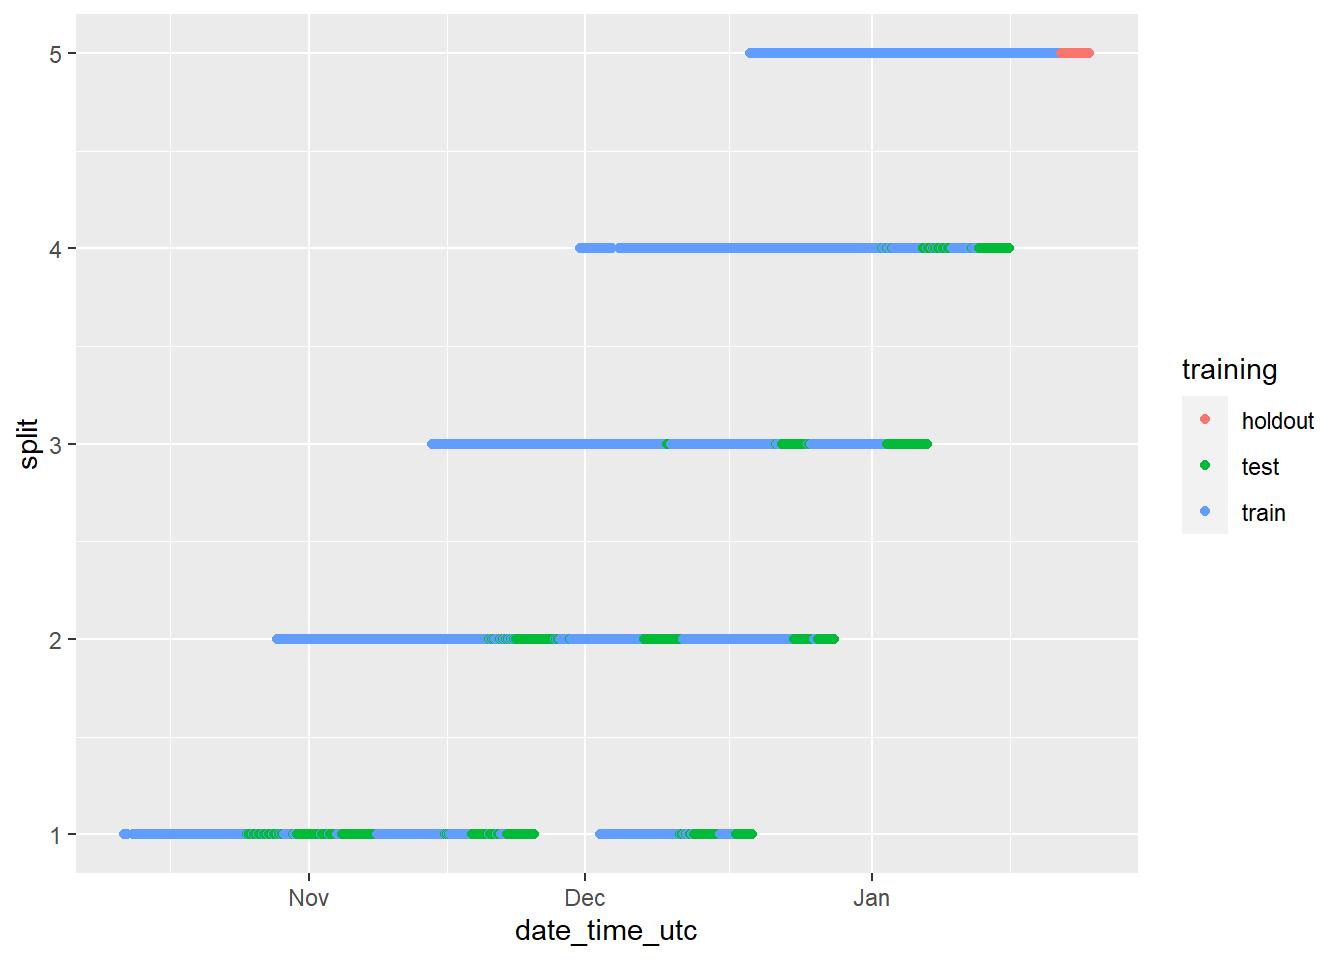 5
4
3
2
1
split
Nov Dec Jan
date_time_utc
training
holdout
test
train